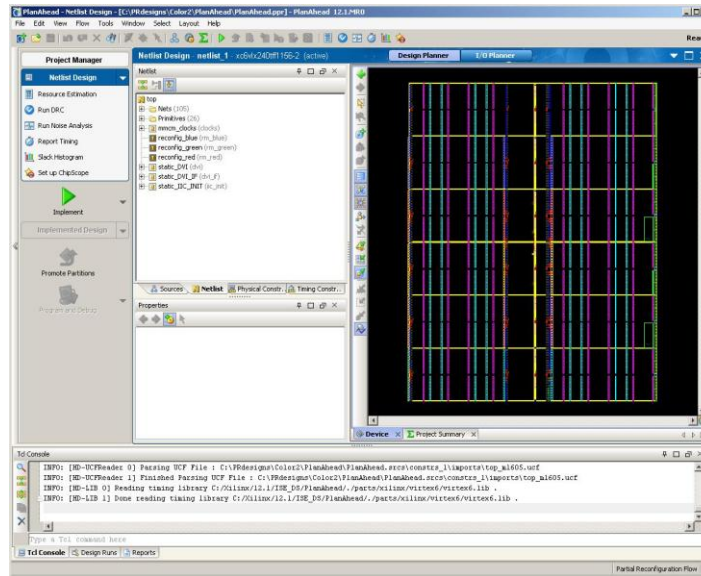 PlanAhead - Netlist Design - [C:\PRdesigns\Color2\PlanAhead\PlanAhead.ppr] - PlanAhead 12.1
File Edit View Flow Tools Window Select Layout Help
Project Manager
Netlist Design - netlist_1 - xc6vlx240tff1156-2 (active)
Design Planner
I/O Planner
Netlist Design
Resource Estimation
Run DRC
Run Noise Analysis
Report Timing
Slack Histogram
Set up ChipScope
Implement
Implemented Design
Promote Partitions
Program and Debug
Netlist
top
Nets (105)
Primitives (26)
mmcm_clocks (clocks)
reconfig_blue (rm_blue)
reconfig_green (rm_green)
reconfig_red (rm_red)
static_DVI (dvi)
static_DVI_IF (dvi_if)
static_IIC_INIT (iic_init)
Sources Netlist Physical Constr.. Timing Constr..
Properties
Device Project Summary
Tcl Console
INFO: [HD-UCFReader 0] Parsing UCF File : C:\PRdesigns\Color2\PlanAhead\PlanAhead.srcs\constrs_1\imports\top_ml605.ucf
INFO: [HD-UCFReader 1] Finished Parsing UCF File : C:\PRdesigns\Color2\PlanAhead\PlanAhead.srcs\constrs_1\imports\top_ml605.ucf
INFO: [HD-LIB 0] Reading timing library C:/Xilinx/12.1/ISE_DS/PlanAhead/./parts/xilinx/virtex6/virtex6.lib .
INFO: [HD-LIB 1] Done reading timing library C:/Xilinx/12.1/ISE_DS/PlanAhead/./parts/xilinx/virtex6/virtex6.lib .
Type a Tcl command here
Tcl Console Design Runs Reports
Partial Reconfiguration Flow